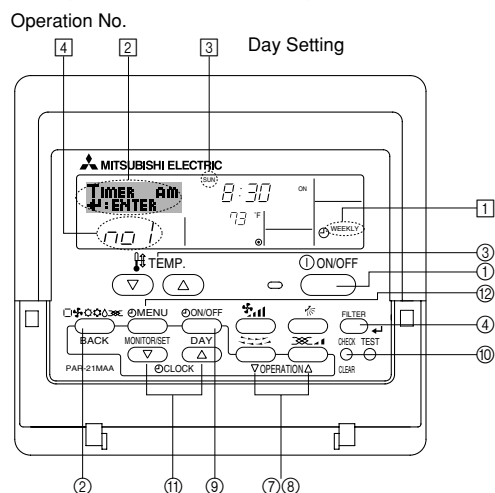 Operation No.
4 2 3 Day Setting
MITSUBISHI ELECTRIC
SUN
TIMER AM
↵:ENTER
8:30 ON
73 °F
no 1
WEEKLY
1
TEMP.
ON/OFF
③
①
⑫
MENU
ON/OFF
FILTER
④
BACK
MONITOR/SET
DAY
CHECK TEST
⑩
PAR-21MAA
CLOCK
▽OPERATION△
CLEAR
② ⑪ ⑨ ⑦⑧